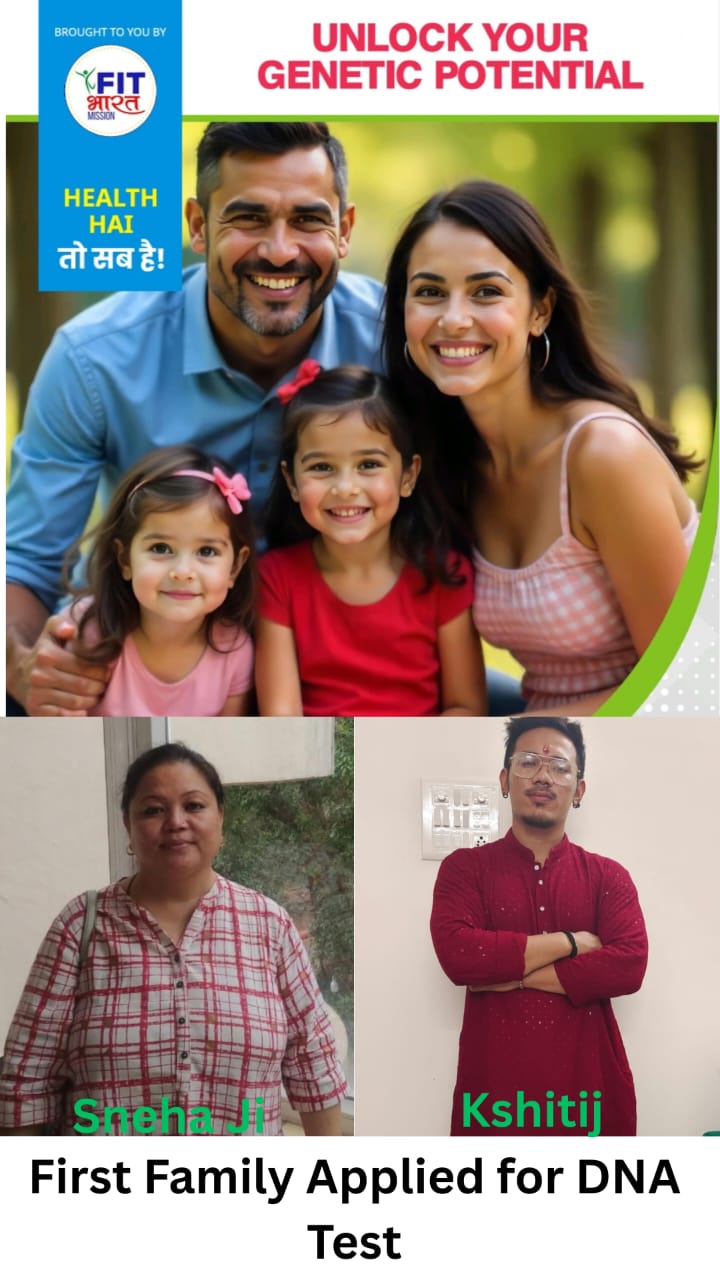 BROUGHT TO YOU BY
FIT
भारत
MISSION
HEALTH
HAI
तो सब है!
UNLOCK YOUR
GENETIC POTENTIAL
Sneha Ji
Kshitij
First Family Applied for DNA
Test